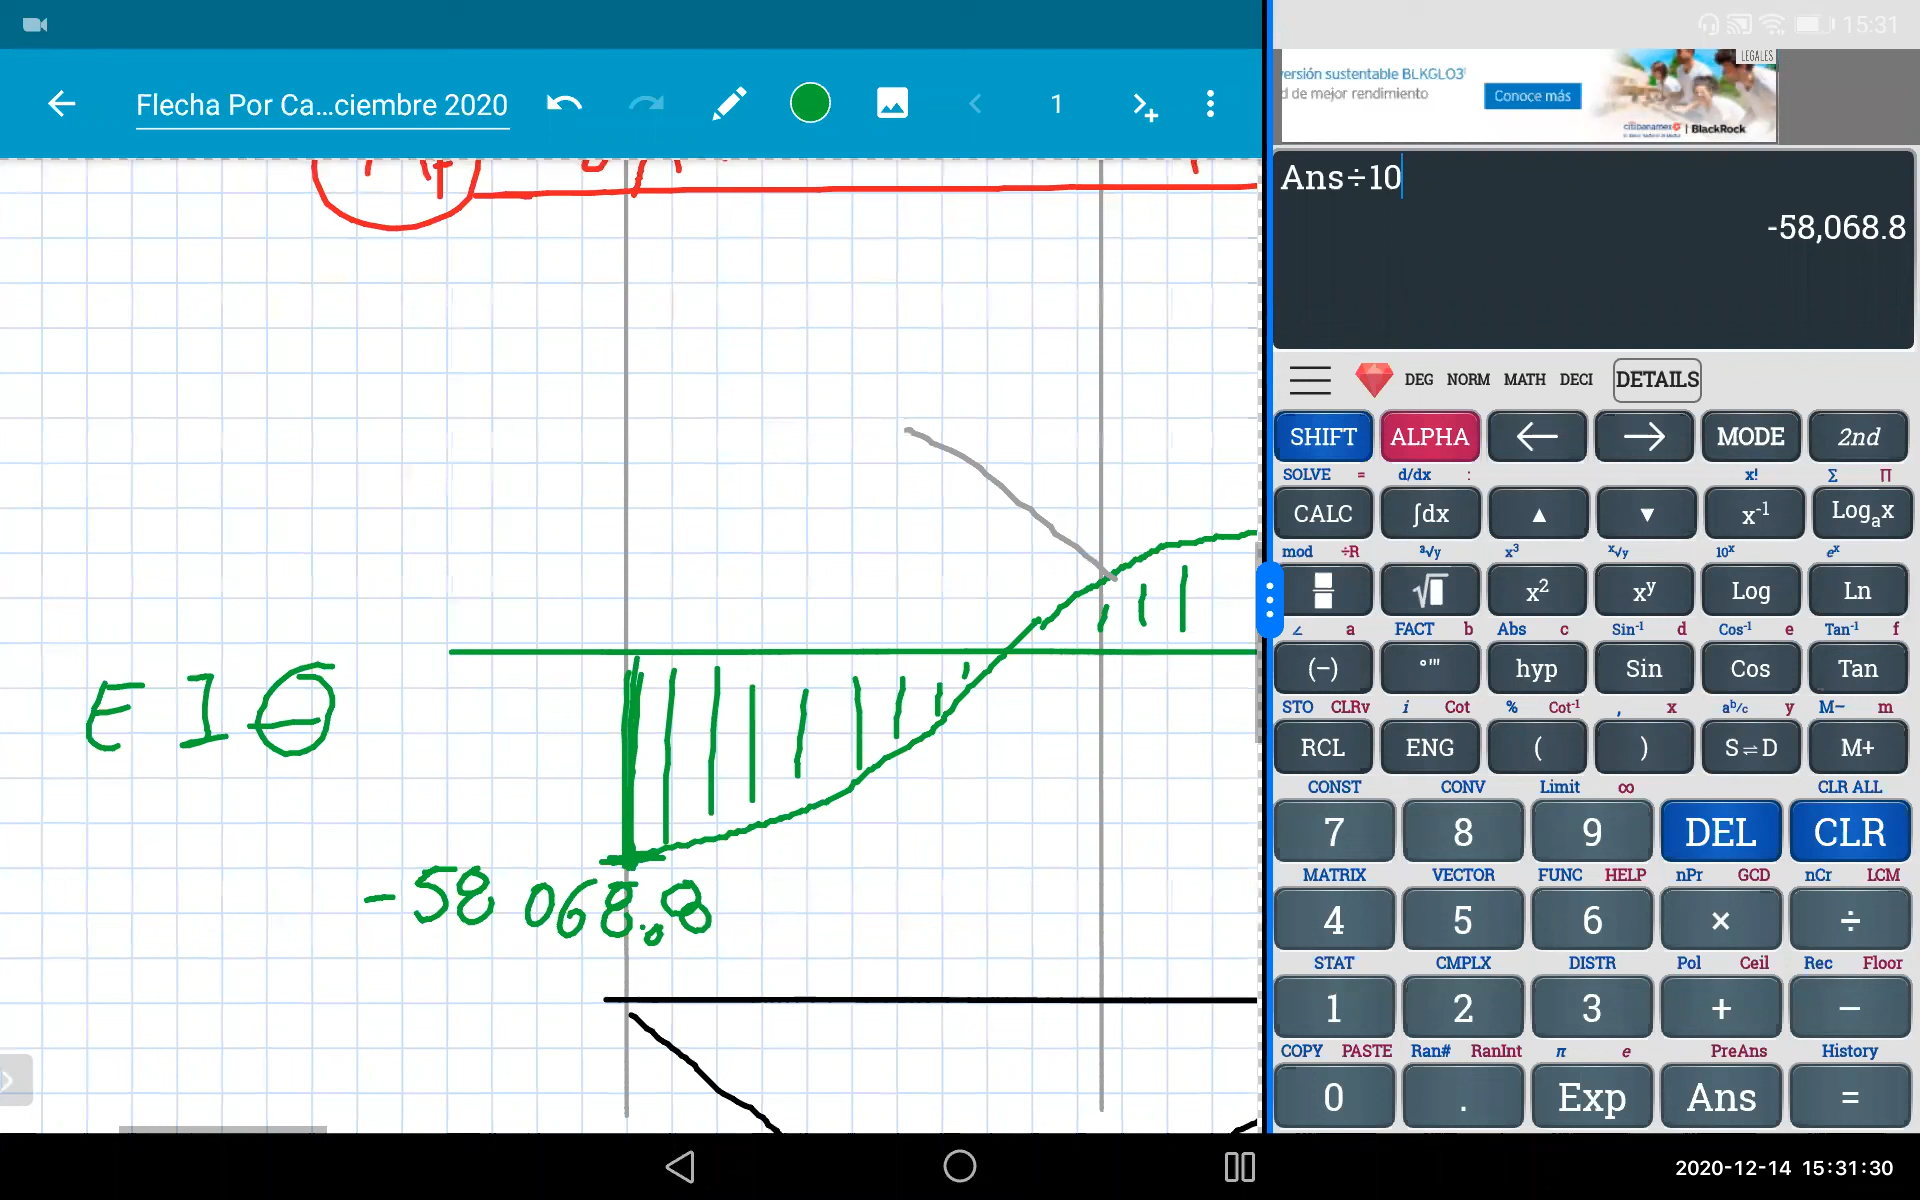 15:31
Flecha Por Ca...ciembre 2020
1
LEGALES
ersión sustentable BLKGLO3
d de mejor rendimiento
Conoce más
citibanamex | BlackRock
Ans÷10
-58,068.8
DEG NORM MATH DECI DETAILS
SHIFT ALPHA ← → MODE 2nd
SOLVE = d/dx : x! Σ Π
CALC ∫dx ▲ ▼ x⁻¹ Logₐx
mod ÷R ³√y x³ ˣ√y 10ˣ eˣ
√ x² xʸ Log Ln
∠ a FACT b Abs c Sin⁻¹ d Cos⁻¹ e Tan⁻¹ f
(−) °''' hyp Sin Cos Tan
STO CLRv i Cot % Cot⁻¹ , x aᵇ/c y M− m
RCL ENG ( ) S⇌D M+
CONST CONV Limit ∞ CLR ALL
7 8 9 DEL CLR
MATRIX VECTOR FUNC HELP nPr GCD nCr LCM
4 5 6 × ÷
STAT CMPLX DISTR Pol Ceil Rec Floor
1 2 3 + −
COPY PASTE Ran# RanInt π e PreAns History
0 . Exp Ans =
EIθ
-58 068.8
2020-12-14 15:31:30